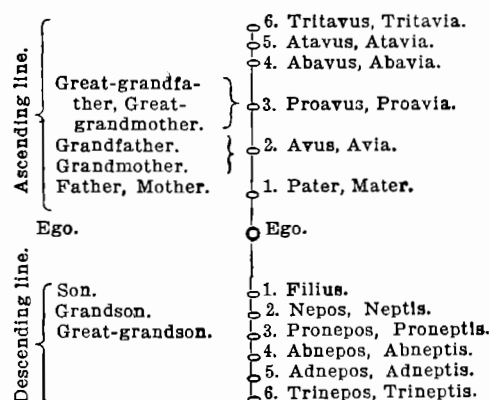 6. Tritavus, Tritavia.
5. Atavus, Atavia.
4. Abavus, Abavia.
Great-grandfa-
ther, Great-
grandmother.
3. Proavus, Proavia.
Grandfather.
Grandmother.
2. Avus, Avia.
Father, Mother.
1. Pater, Mater.
Ascending line.
Ego.
Ego.
Descending line.
Son.
1. Filius.
Grandson.
2. Nepos, Neptis.
Great-grandson.
3. Pronepos, Proneptis.
4. Abnepos, Abneptis.
5. Adnepos, Adneptis.
6. Trinepos, Trineptis.